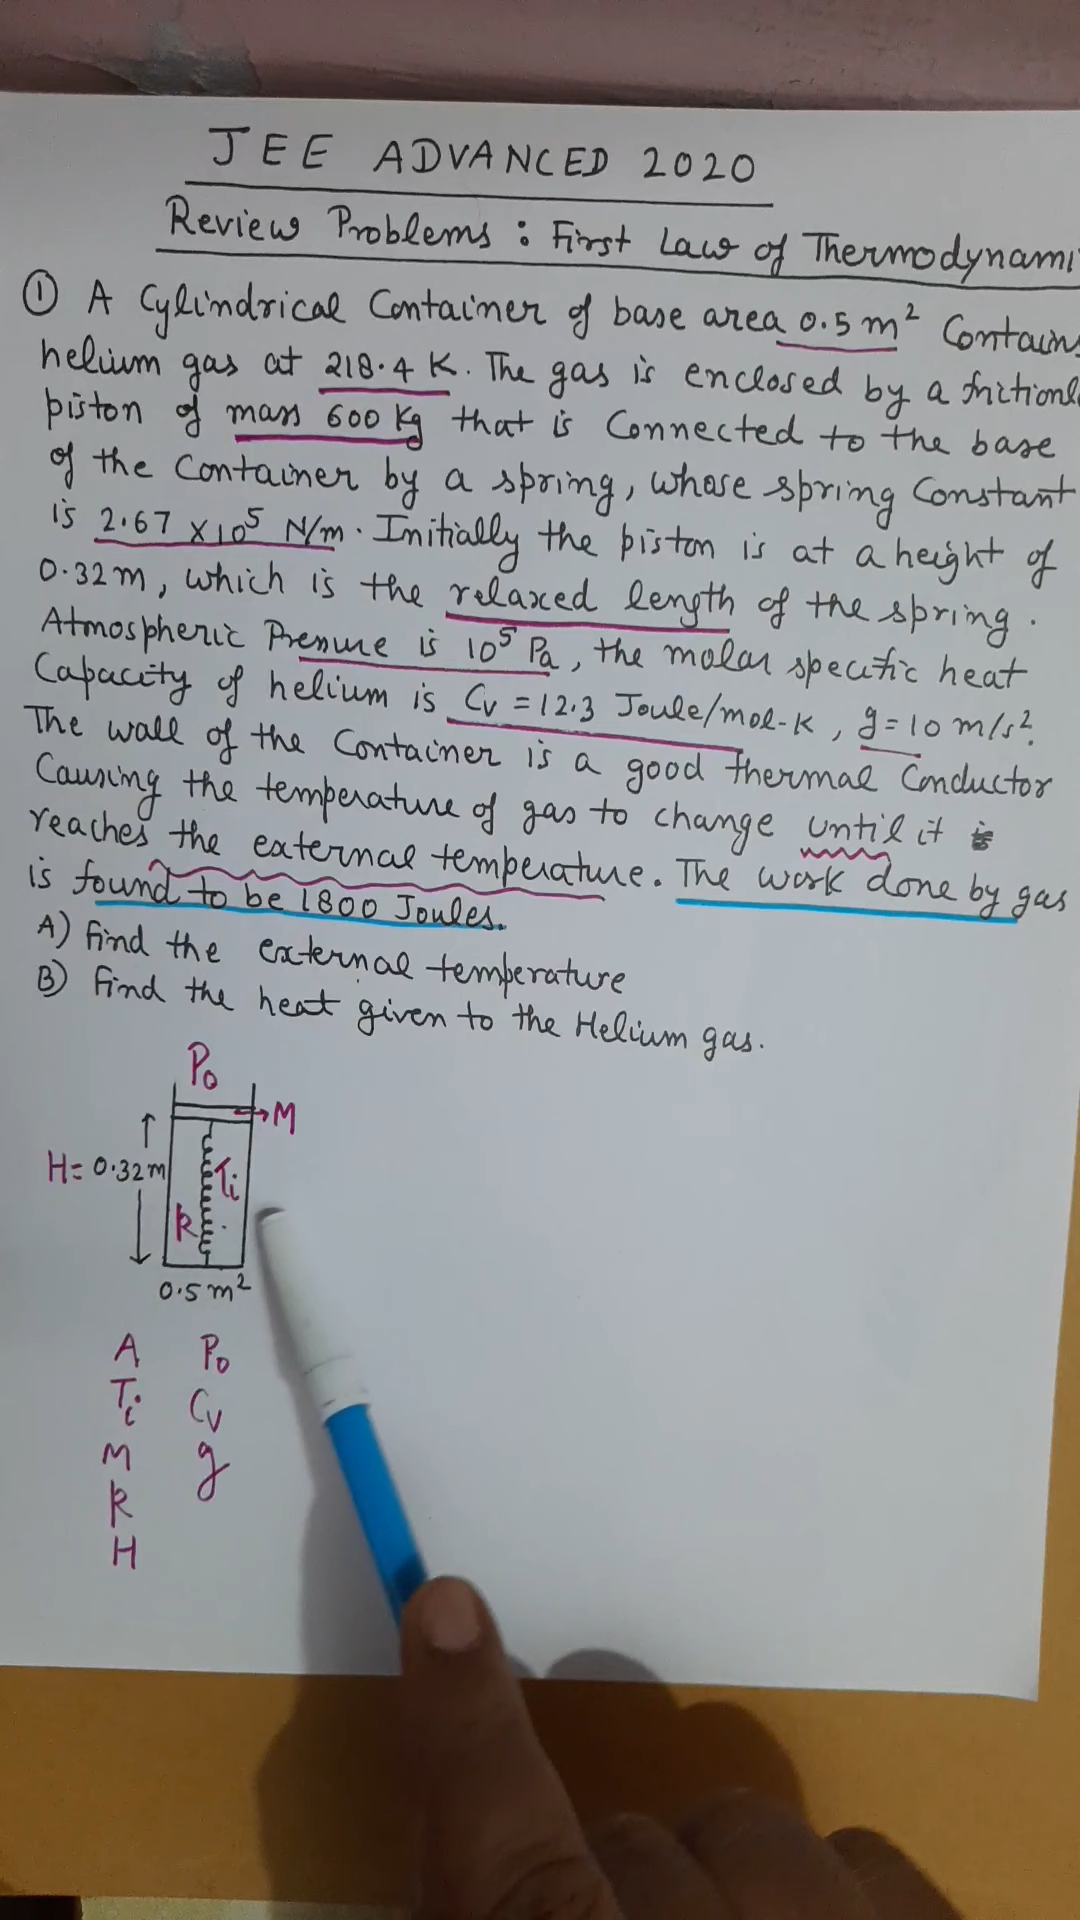 JEE ADVANCED 2020
Review Problems : First Law of Thermodynami
① A Cylindrical Container of base area 0.5 m² Contains
helium gas at 218.4 K. The gas is enclosed by a frictionl
piston of mass 600 Kg that is Connected to the base
of the Container by a spring, whose spring Constant
is 2.67 × 10⁵ N/m. Initially the piston is at a height of
0.32 m, which is the relaxed length of the spring.
Atmospheric Pressure is 10⁵ Pa, the molar specific heat
Capacity of helium is Cv = 12.3 Joule/mol-K, g = 10 m/s².
The wall of the Container is a good thermal Conductor
Causing the temperature of gas to change until it
reaches the external temperature. The work done by gas
is found to be 1800 Joules.
A) Find the external temperature
B) Find the heat given to the Helium gas.
P₀
M
H = 0.32 m
Ti
k
0.5 m²
A P₀
Ti Cv
M g
k
H